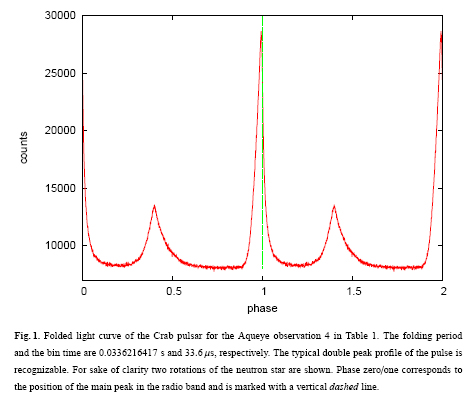 30000
25000
20000
15000
10000
counts
0
0.5
1
1.5
2
phase
Fig. 1. Folded light curve of the Crab pulsar for the Aqueye observation 4 in Table 1. The folding period
and the bin time are 0.0336216417 s and 33.6 μs, respectively. The typical double peak profile of the pulse is
recognizable. For sake of clarity two rotations of the neutron star are shown. Phase zero/one corresponds to
the position of the main peak in the radio band and is marked with a vertical dashed line.